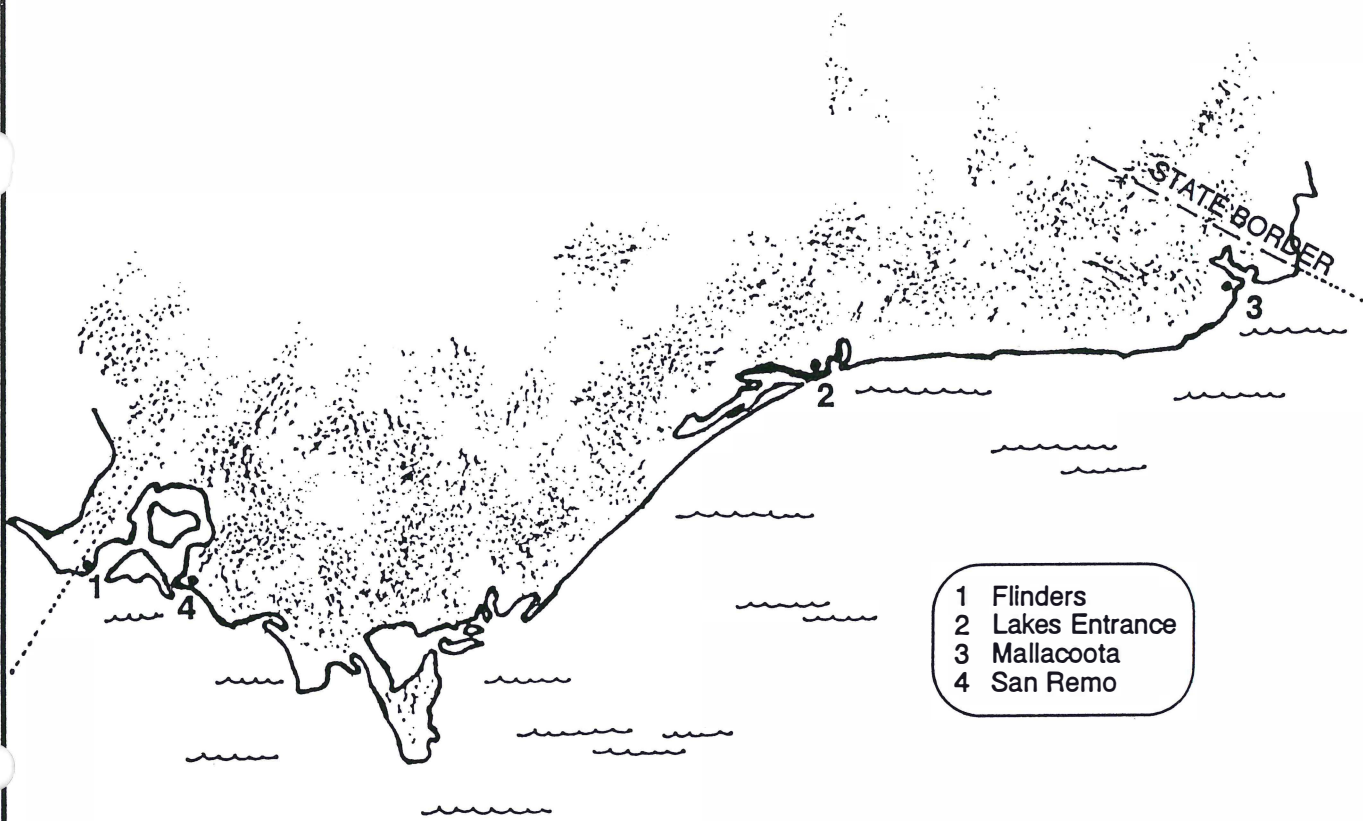 STATE BORDER
3
2
1
4
1 Flinders
2 Lakes Entrance
3 Mallacoota
4 San Remo